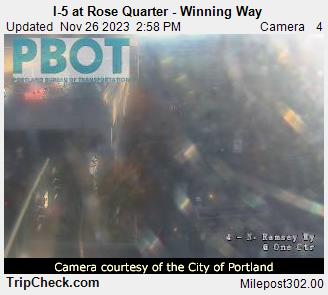 I-5 at Rose Quarter - Winning Way
Updated Nov 26 2023 2:58 PM Camera 4
PBOT
PORTLAND BUREAU OF TRANSPORTATION
4 - N. Ramsey Wy
@ One Ctr
Camera courtesy of the City of Portland
TripCheck.com Milepost302.00